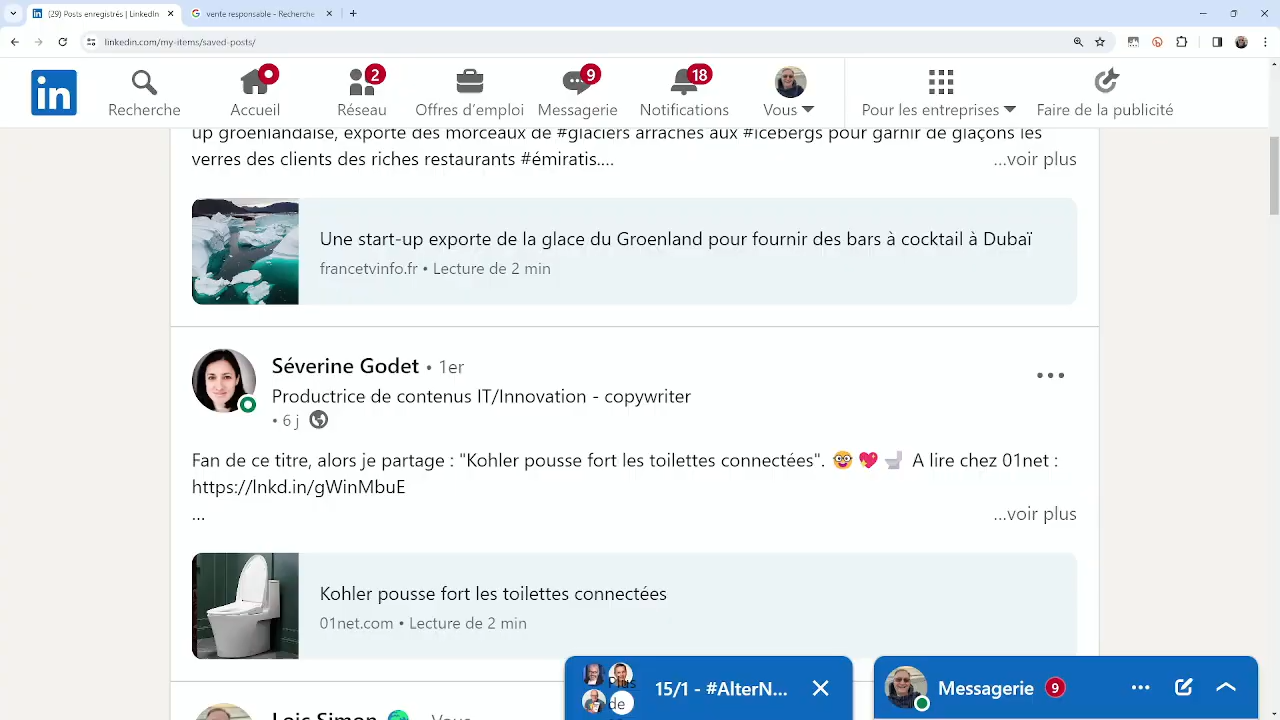 (29) Posts enregistrés | LinkedIn
vente responsable - Recherche
linkedin.com/my-items/saved-posts/
in
Recherche
Accueil
2
Réseau
Offres d'emploi
9
Messagerie
18
Notifications
Vous
Pour les entreprises
Faire de la publicité
up groenlandaise, exporte des morceaux de #glaciers arrachés aux #icebergs pour garnir de glaçons les
verres des clients des riches restaurants #émiratis....
...voir plus
Une start-up exporte de la glace du Groenland pour fournir des bars à cocktail à Dubaï
francetvinfo.fr • Lecture de 2 min
Séverine Godet • 1er
Productrice de contenus IT/Innovation - copywriter
• 6 j
Fan de ce titre, alors je partage : "Kohler pousse fort les toilettes connectées". 🤓 💖 🚽 A lire chez 01net :
https://lnkd.in/gWinMbuE
...
...voir plus
Kohler pousse fort les toilettes connectées
01net.com • Lecture de 2 min
Loic Simon
• Vous
15/1 - #AlterN...
de
Messagerie 9